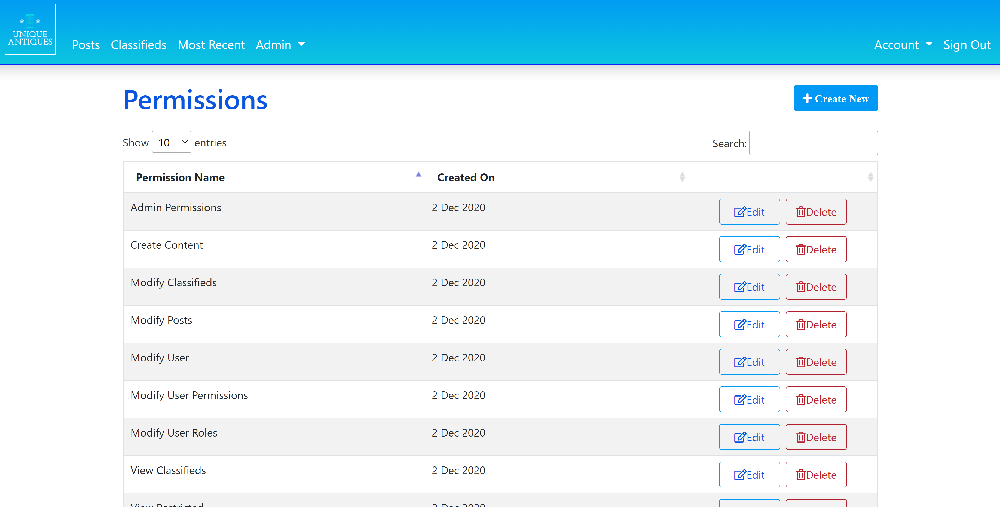 UNIQUE
ANTIQUES
Posts Classifieds Most Recent Admin Account Sign Out
Permissions
Create New
Show 10 entries Search:
Permission Name Created On
Admin Permissions 2 Dec 2020 Edit Delete
Create Content 2 Dec 2020 Edit Delete
Modify Classifieds 2 Dec 2020 Edit Delete
Modify Posts 2 Dec 2020 Edit Delete
Modify User 2 Dec 2020 Edit Delete
Modify User Permissions 2 Dec 2020 Edit Delete
Modify User Roles 2 Dec 2020 Edit Delete
View Classifieds 2 Dec 2020 Edit Delete
View Restricted 2 Dec 2020